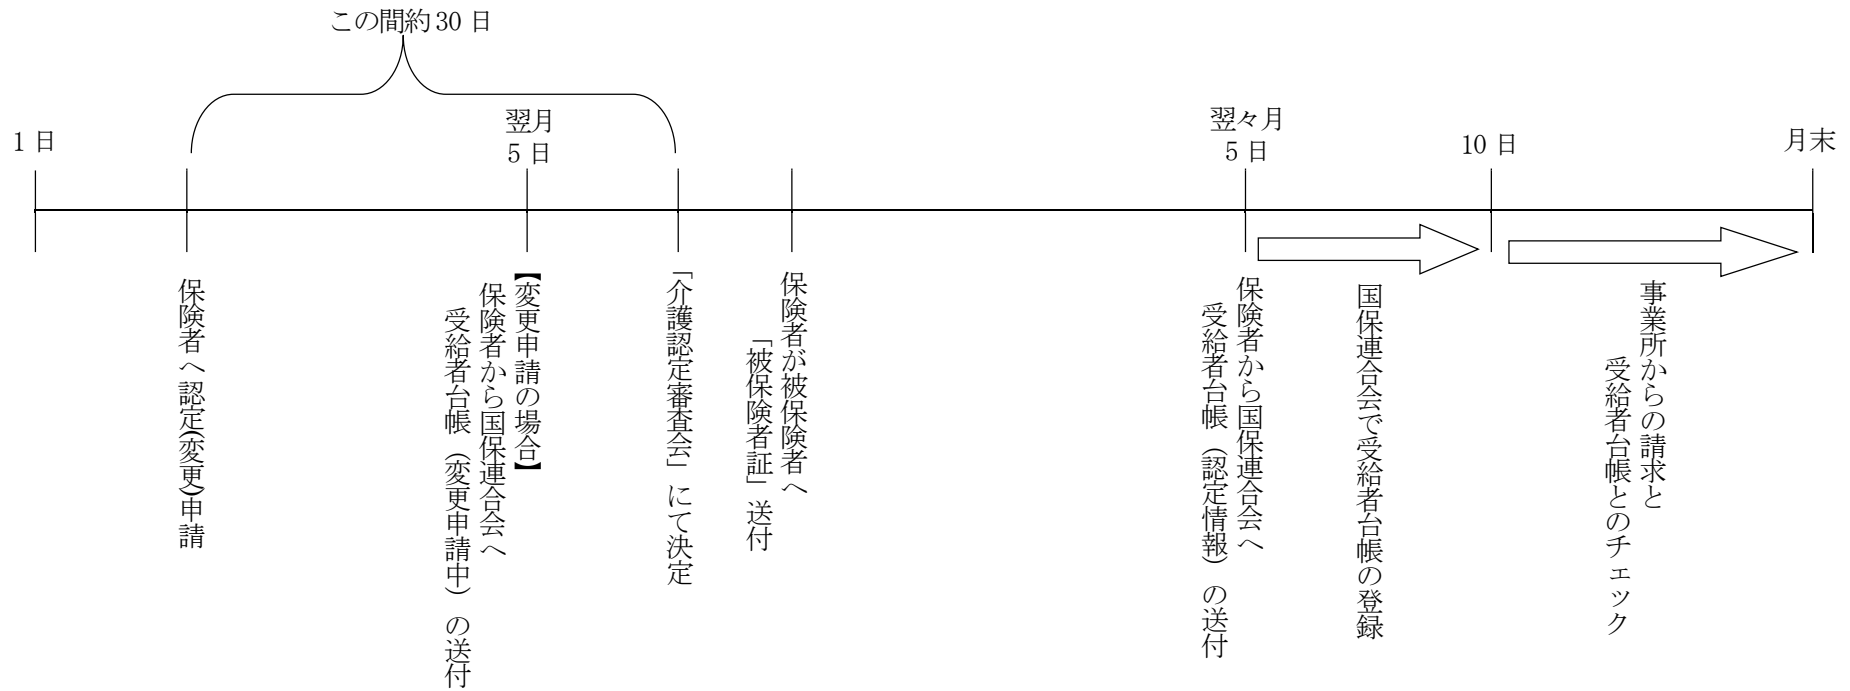 この間約30日
1日
翌月
5日
翌々月
5日
10日
月末
保険者へ認定(変更)申請
【変更申請の場合】
保険者から国保連合会へ
受給者台帳(変更申請中)の送付
「介護認定審査会」にて決定
保険者が被保険者へ
「被保険者証」送付
保険者から国保連合会へ
受給者台帳(認定情報)の送付
国保連合会で受給者台帳の登録
事業所からの請求と
受給者台帳とのチェック